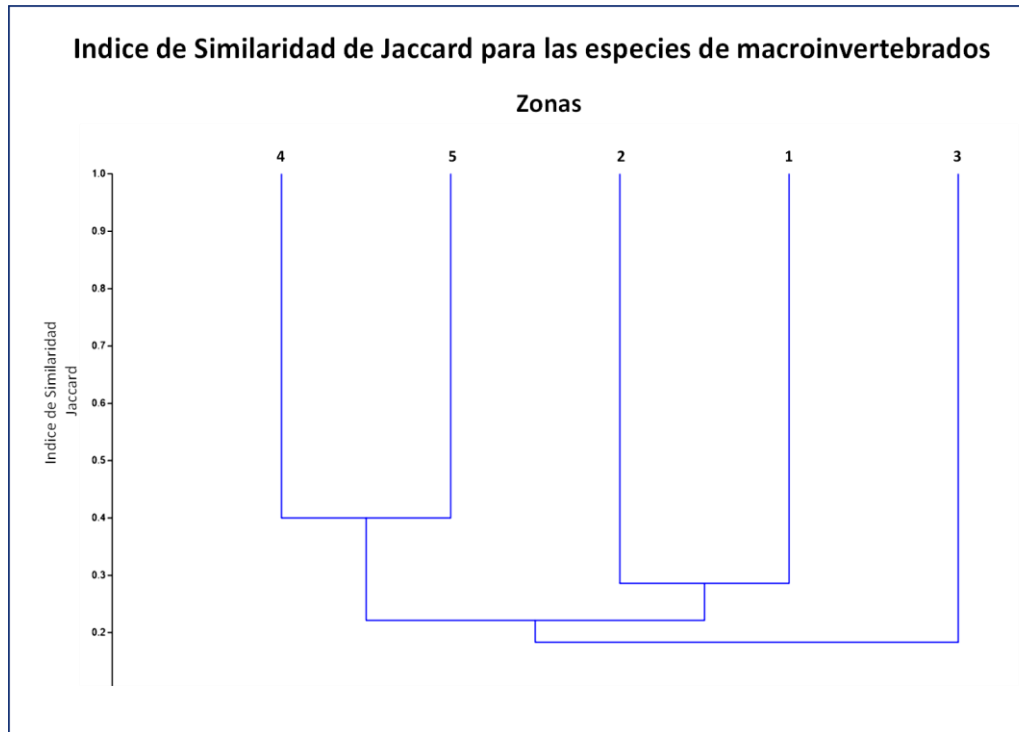 Indice de Similaridad de Jaccard para las especies de macroinvertebrados
Zonas
4 5 2 1 3
1.0
0.9
0.8
0.7
0.6
0.5
0.4
0.3
0.2
Indice de Similaridad
Jaccard